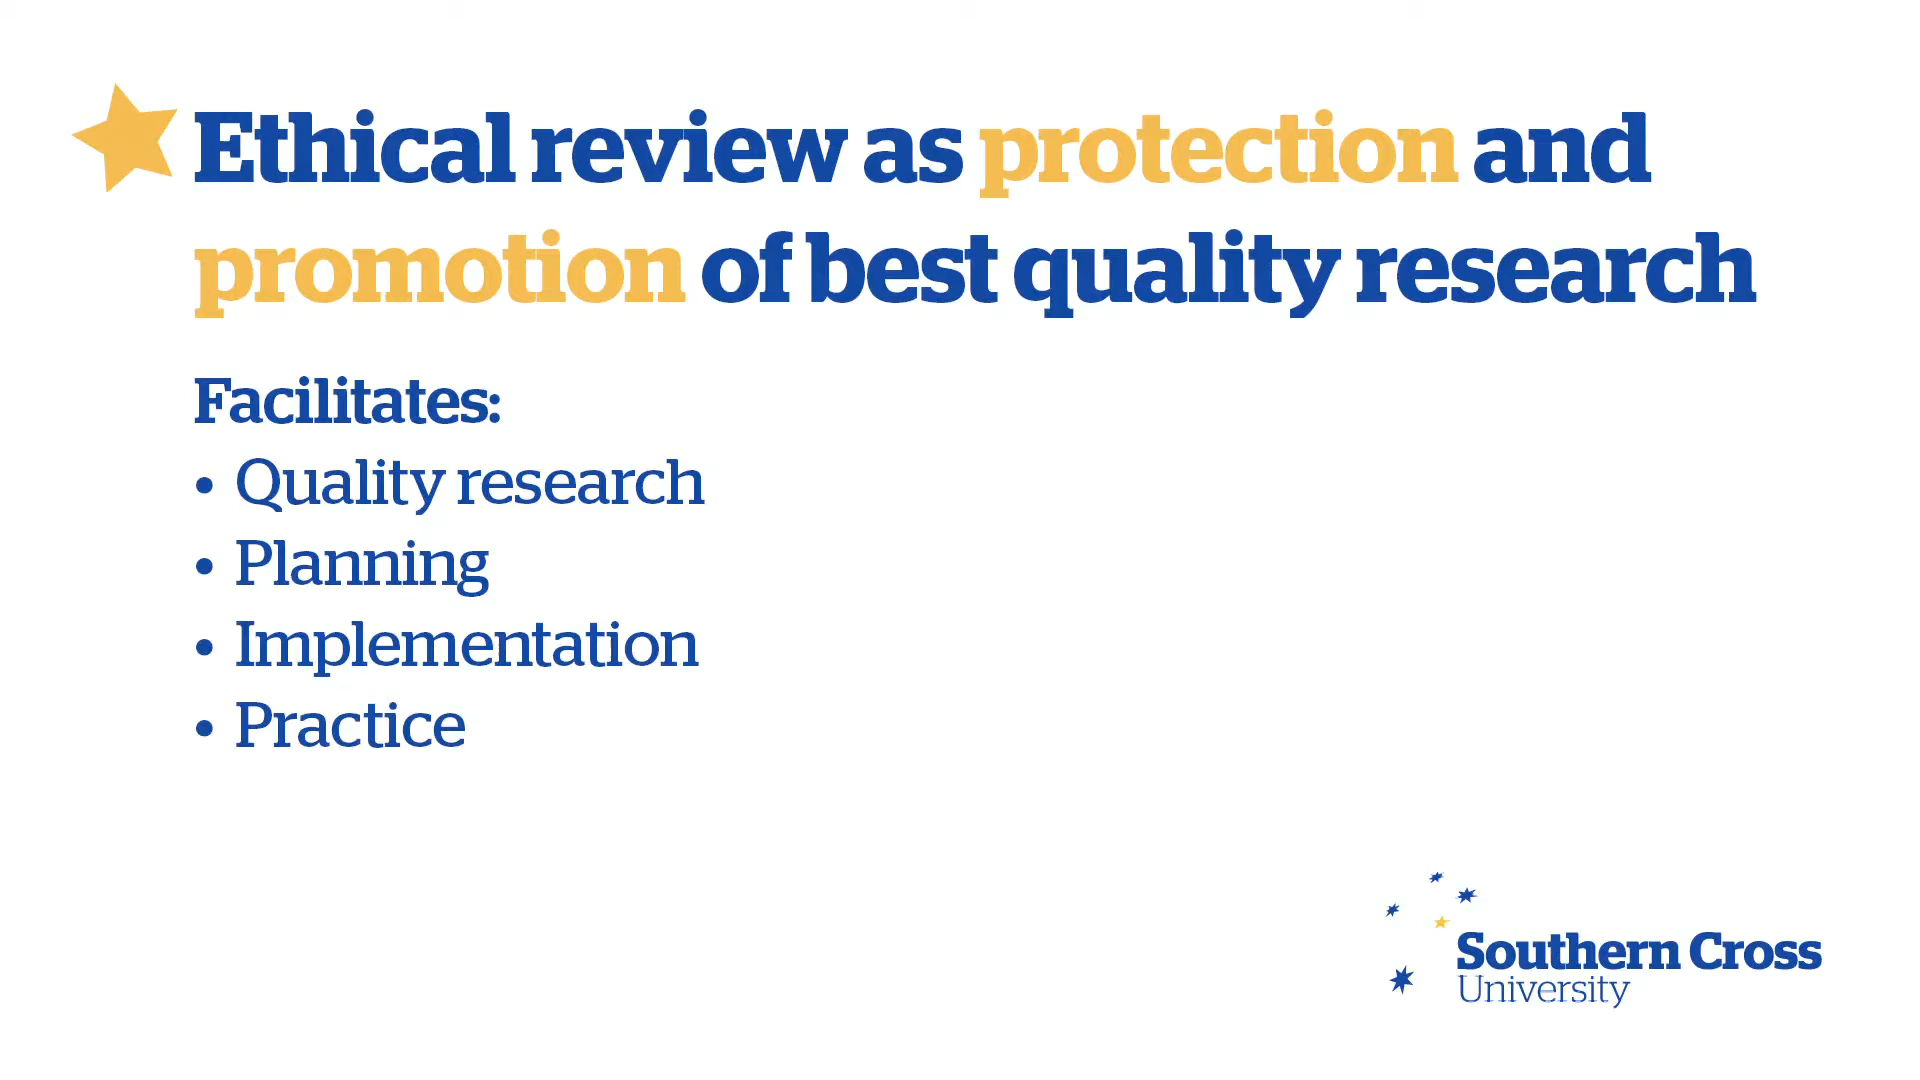 Ethical review as protection and
promotion of best quality research
Facilitates:
• Quality research
• Planning
• Implementation
• Practice
Southern Cross
University